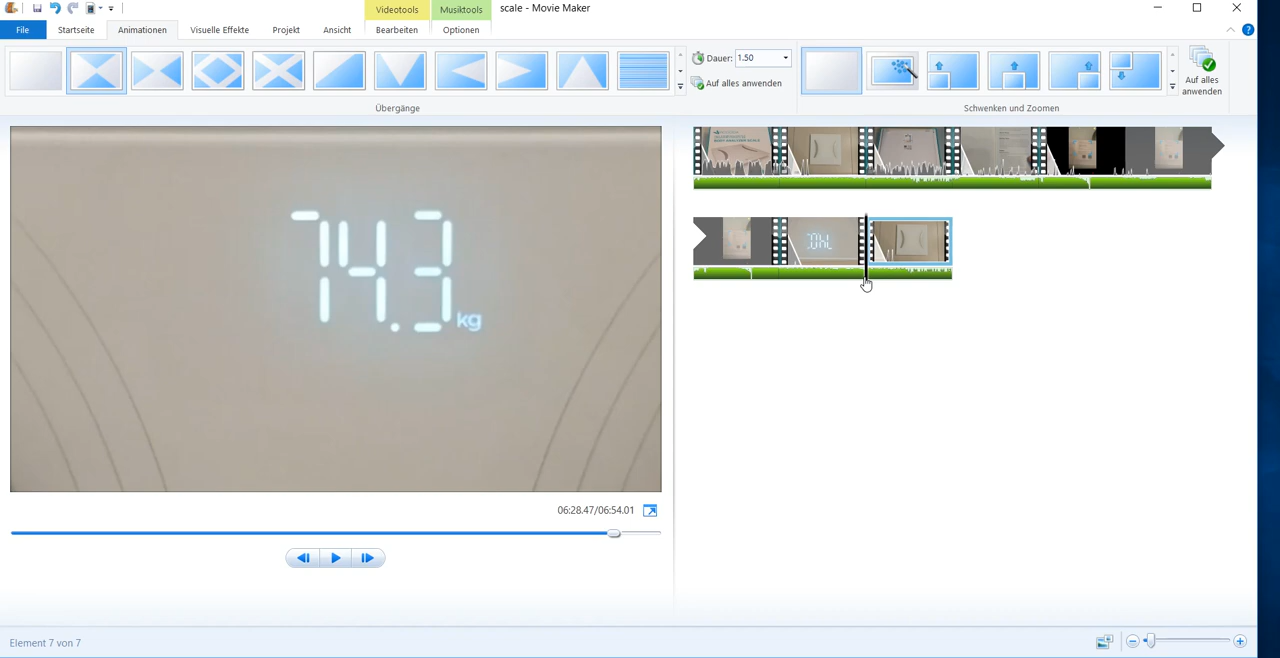 scale - Movie Maker
Videotools
Musiktools
File
Startseite
Animationen
Visuelle Effekte
Projekt
Ansicht
Bearbeiten
Optionen
Dauer: 1.50
Auf alles anwenden
Übergänge
Auf alles anwenden
Schwenken und Zoomen
74.3 kg
06:28.47/06:54.01
Element 7 von 7